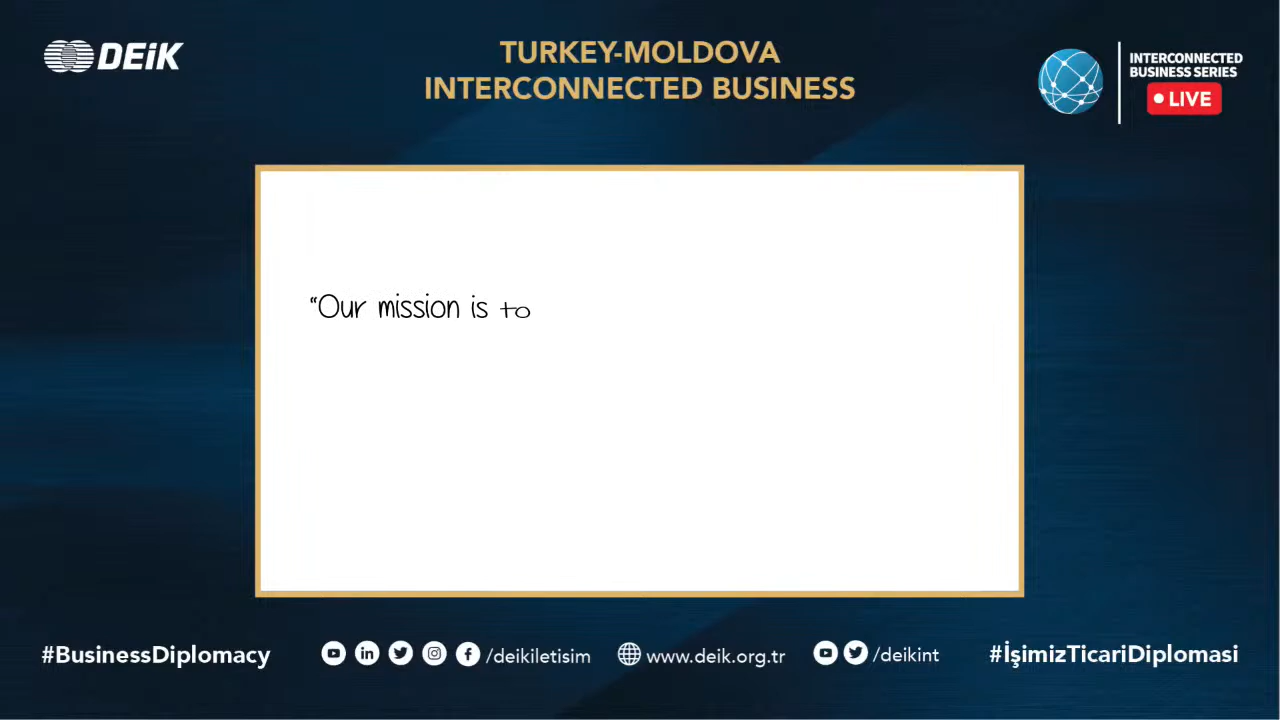 DEiK
TURKEY-MOLDOVA
INTERCONNECTED BUSINESS
INTERCONNECTED
BUSINESS SERIES
LIVE
“Our mission is to
#BusinessDiplomacy
/deikiletisim
www.deik.org.tr
/deikint
#İşimizTicariDiplomasi